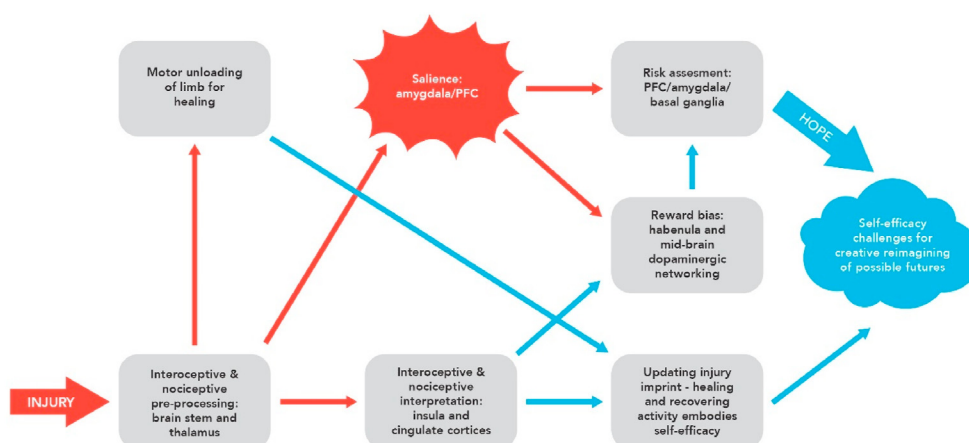 Motor unloading
of limb for
healing
Salience:
amygdala/PFC
Risk assesment:
PFC/amygdala/
basal ganglia
HOPE
Reward bias:
habenula and
mid-brain
dopaminergic
networking
Self-efficacy
challenges for
creative reimagining
of possible futures
INJURY
Interoceptive &
nociceptive
pre-processing:
brain stem and
thalamus
Interoceptive &
nociceptive
interpretation:
insula and
cingulate cortices
Updating injury
imprint - healing
and recovering
activity embodies
self-efficacy